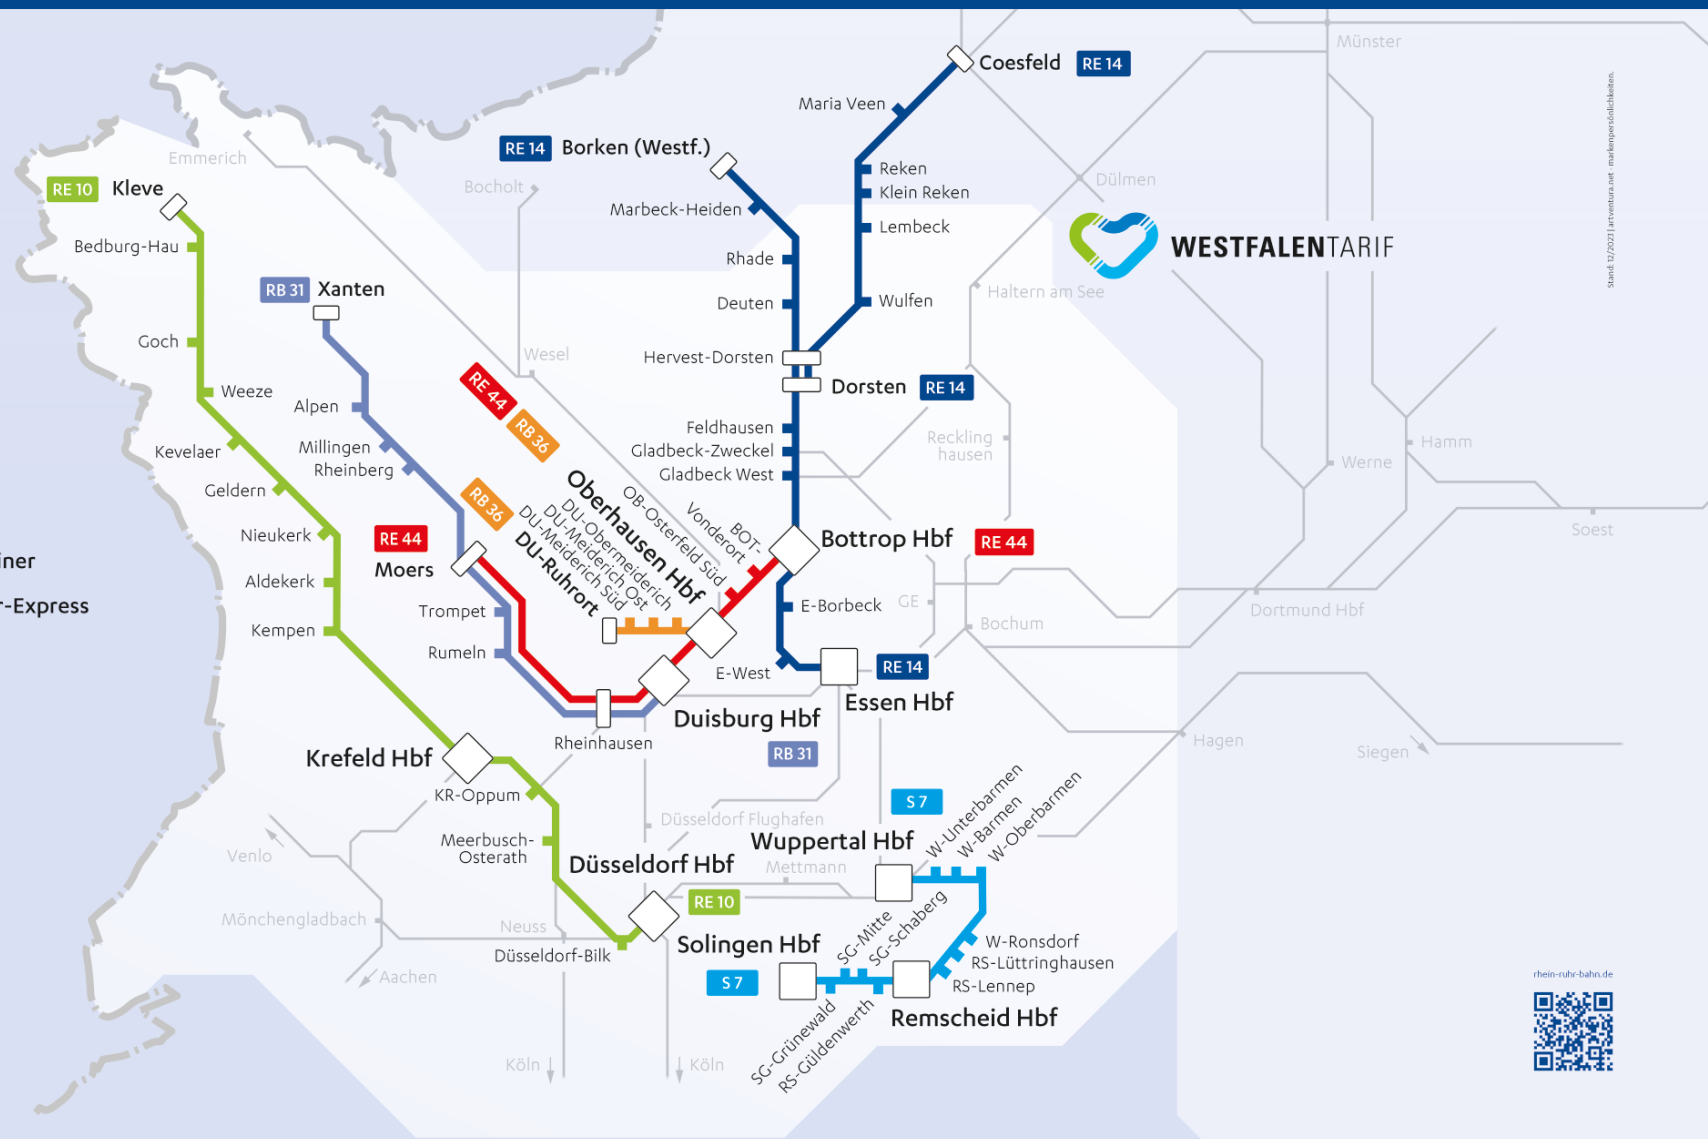 Münster
Coesfeld RE 14
Stand: 12/2023 | artventura.net - markenpersönlichkeiten.
Maria Veen
RE 14 Borken (Westf.)
Emmerich
Reken
Dülmen
RE 10 Kleve
Bocholt
Klein Reken
Marbeck-Heiden
Lembeck
Bedburg-Hau
WESTFALENTARIF
Rhade
RB 31 Xanten
Haltern am See
Deuten
Wulfen
Goch
Wesel
Hervest-Dorsten
RE 44
Dorsten RE 14
Weeze
Alpen
RB 36
Feldhausen
Reckling
hausen
Hamm
Kevelaer
Millingen
Gladbeck-Zweckel
Rheinberg
Gladbeck West
Werne
Geldern
RB 36
Oberhausen Hbf
OB-Osterfeld Süd
BOT-
Vonderort
DU-Obermeiderich
DU-Meiderich Ost
DU-Meiderich Süd
DU-Ruhrort
Nieukerk
RE 44
Moers
Bottrop Hbf RE 44
Soest
iner
Aldekerk
r-Express
Trompet
E-Borbeck
GE
Dortmund Hbf
Kempen
Bochum
Rumeln
E-West
RE 14
Essen Hbf
Duisburg Hbf
Rheinhausen
RB 31
Hagen
Siegen
Krefeld Hbf
KR-Oppum
S 7
Düsseldorf Flughafen
Wuppertal Hbf
W-Unterbarmen
W-Barmen
W-Oberbarmen
Meerbusch-
Osterath
Venlo
Düsseldorf Hbf
Mettmann
RE 10
Mönchengladbach
Neuss
Düsseldorf-Bilk
Solingen Hbf
SG-Mitte
SG-Schaberg
W-Ronsdorf
RS-Lüttringhausen
RS-Lennep
Aachen
S 7
rhein-ruhr-bahn.de
Remscheid Hbf
SG-Grünewald
RS-Güldenwerth
Köln
Köln